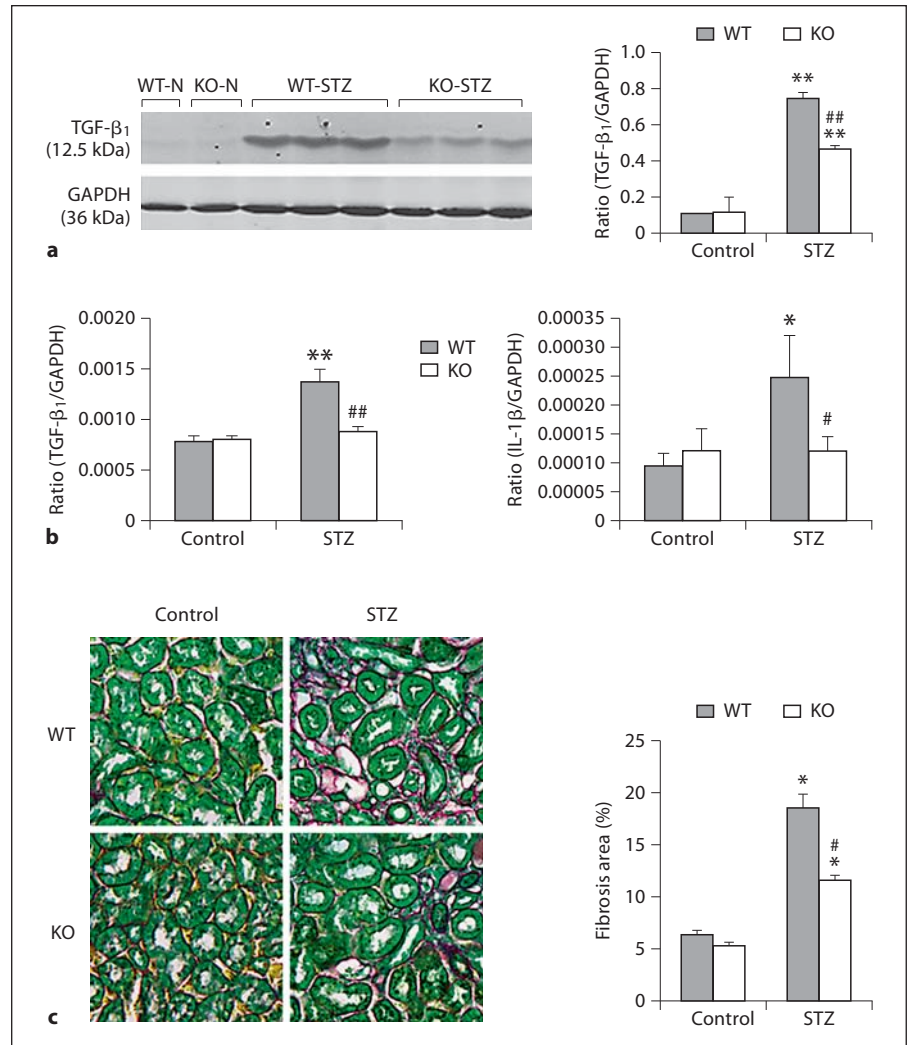 WT KO
WT-N KO-N WT-STZ KO-STZ
TGF-β₁
(12.5 kDa)
GAPDH
(36 kDa)
a
Ratio (TGF-β₁/GAPDH)
1.0
0.8
0.6
0.4
0.2
0
**
##
**
Control STZ
Ratio (TGF-β₁/GAPDH)
0.0020
0.0015
0.0010
0.0005
0
**
##
WT
KO
Control STZ
b
Ratio (IL-1β/GAPDH)
0.00035
0.00030
0.00025
0.00020
0.00010
0.00010
0.00005
0
*
#
Control STZ
Control STZ
WT
KO
c
WT KO
Fibrosis area (%)
25
20
15
10
5
0
*
#
*
Control STZ